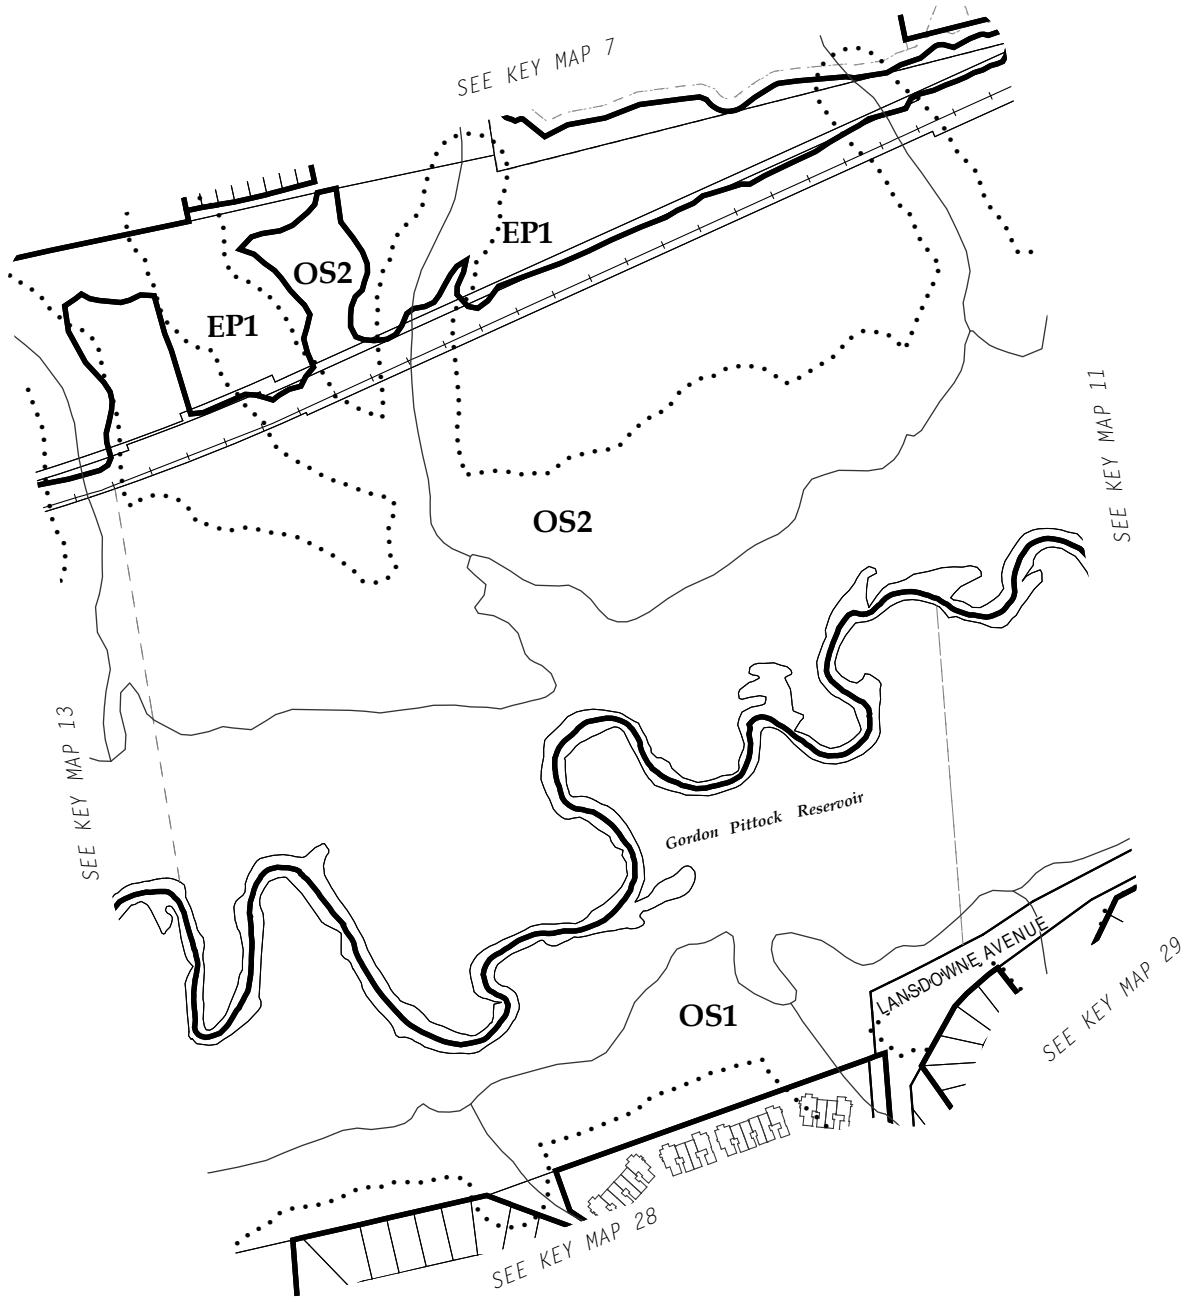 SEE KEY MAP 7
EP1
OS2
EP1
SEE KEY MAP 11
OS2
SEE KEY MAP 13
Gordon Pittock Reservoir
LANSDOWNE AVENUE
SEE KEY MAP 29
OS1
SEE KEY MAP 28